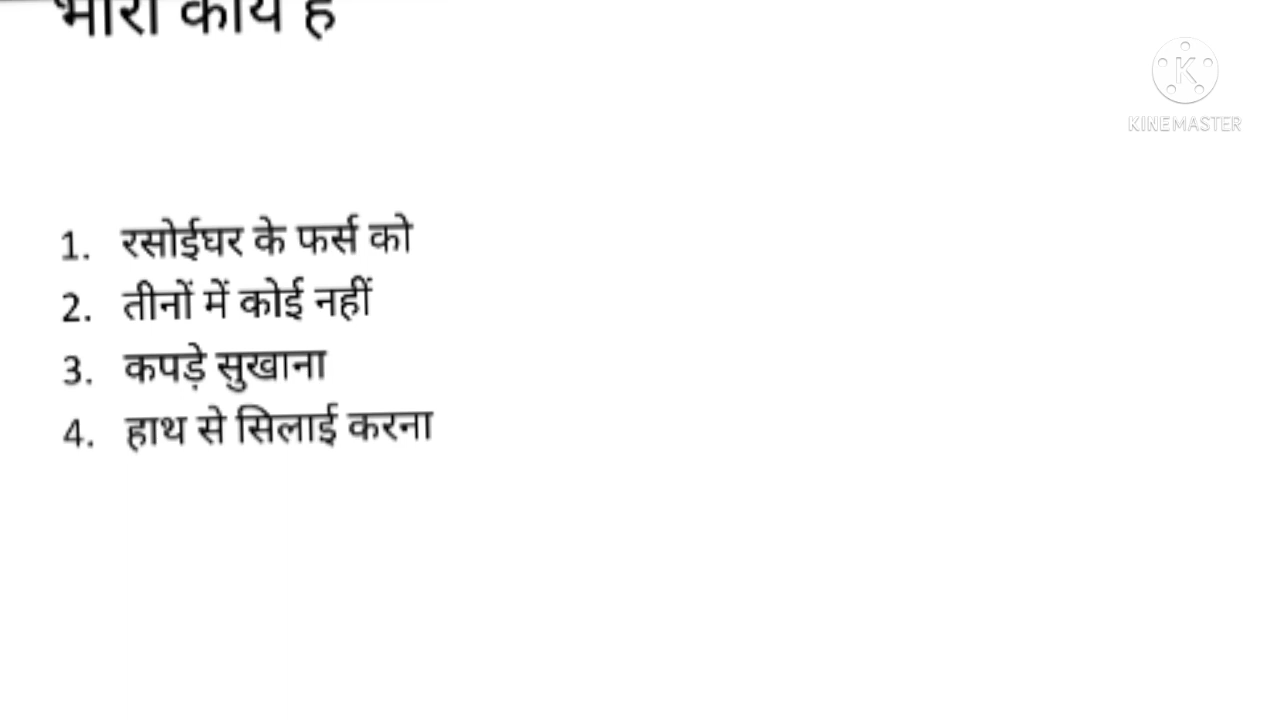 भारी कार्य है
KINEMASTER
1. रसोईघर के फर्स को
2. तीनों में कोई नहीं
3. कपड़े सुखाना
4. हाथ से सिलाई करना